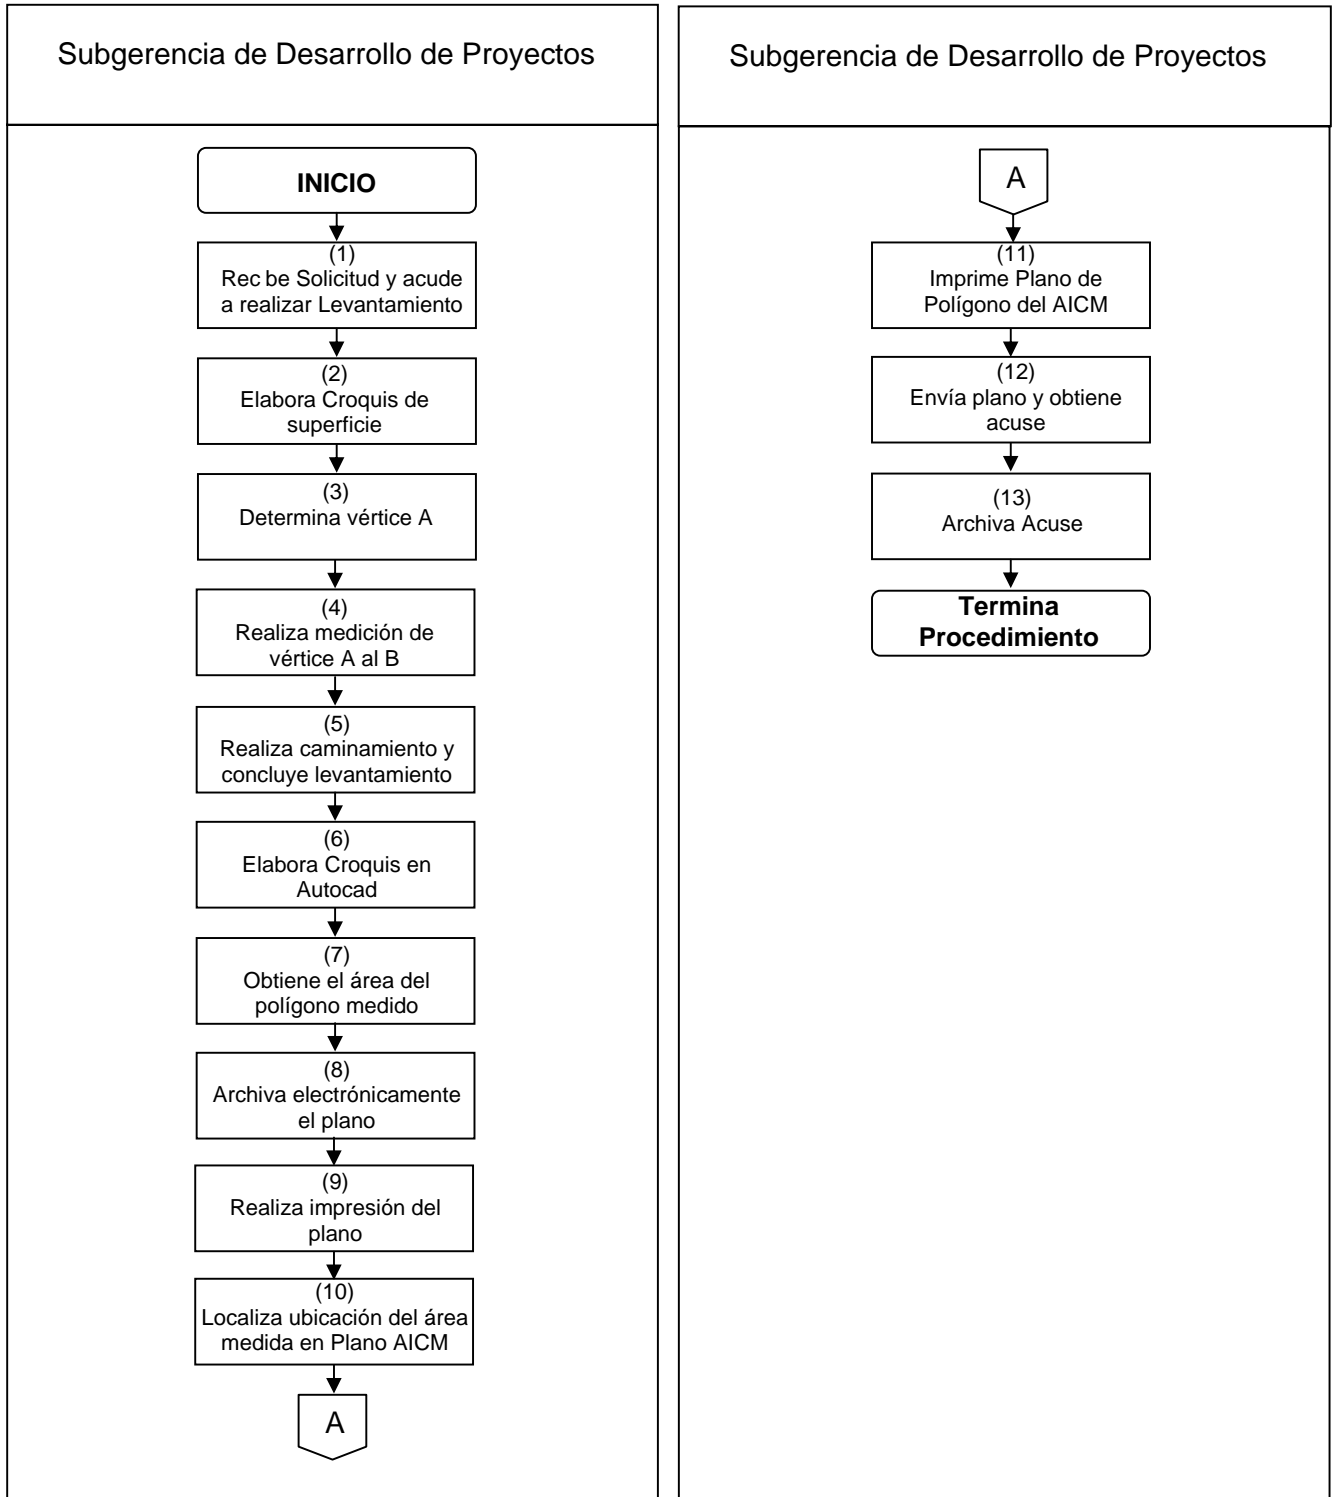 Subgerencia de Desarrollo de Proyectos
INICIO
(1)
Rec be Solicitud y acude
a realizar Levantamiento
(2)
Elabora Croquis de
superficie
(3)
Determina vértice A
(4)
Realiza medición de
vértice A al B
(5)
Realiza caminamiento y
concluye levantamiento
(6)
Elabora Croquis en
Autocad
(7)
Obtiene el área del
polígono medido
(8)
Archiva electrónicamente
el plano
(9)
Realiza impresión del
plano
(10)
Localiza ubicación del área
medida en Plano AICM
A
Subgerencia de Desarrollo de Proyectos
A
(11)
Imprime Plano de
Polígono del AICM
(12)
Envía plano y obtiene
acuse
(13)
Archiva Acuse
Termina
Procedimiento